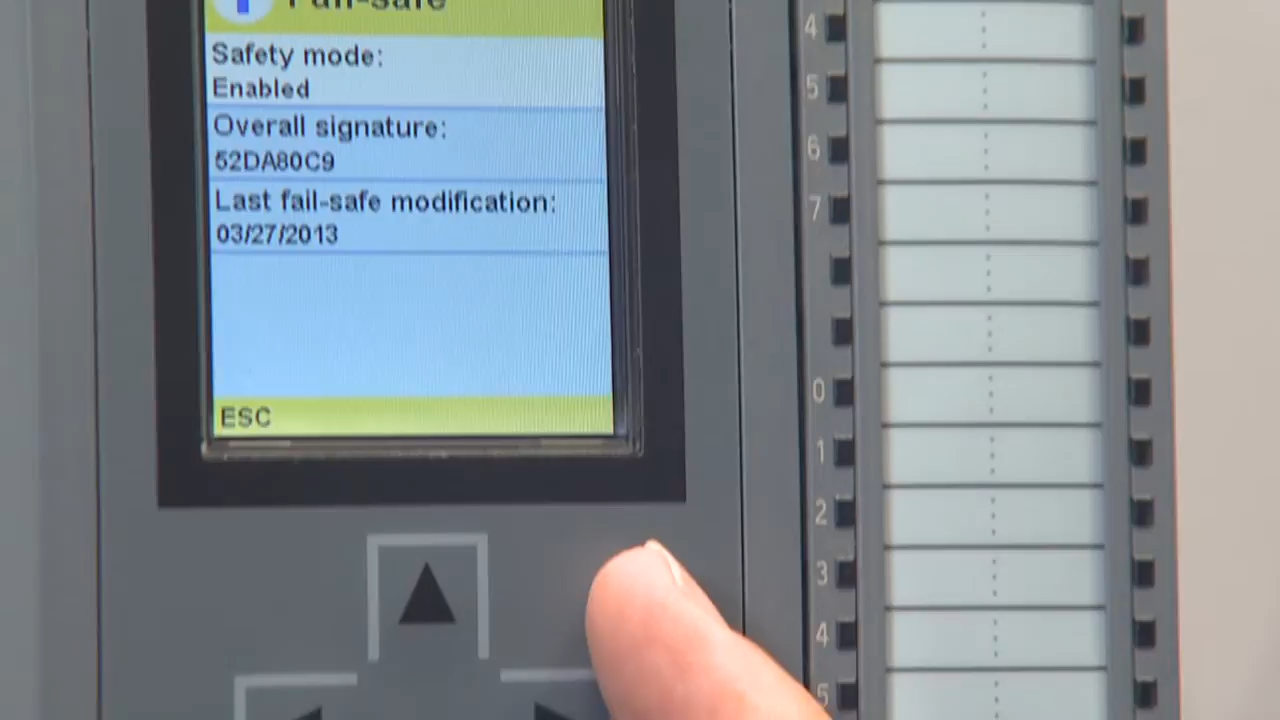 Fail-safe
Safety mode:
Enabled
Overall signature:
52DA80C9
Last fail-safe modification:
03/27/2013
ESC
4
5
6
7
0
1
2
3
4
5